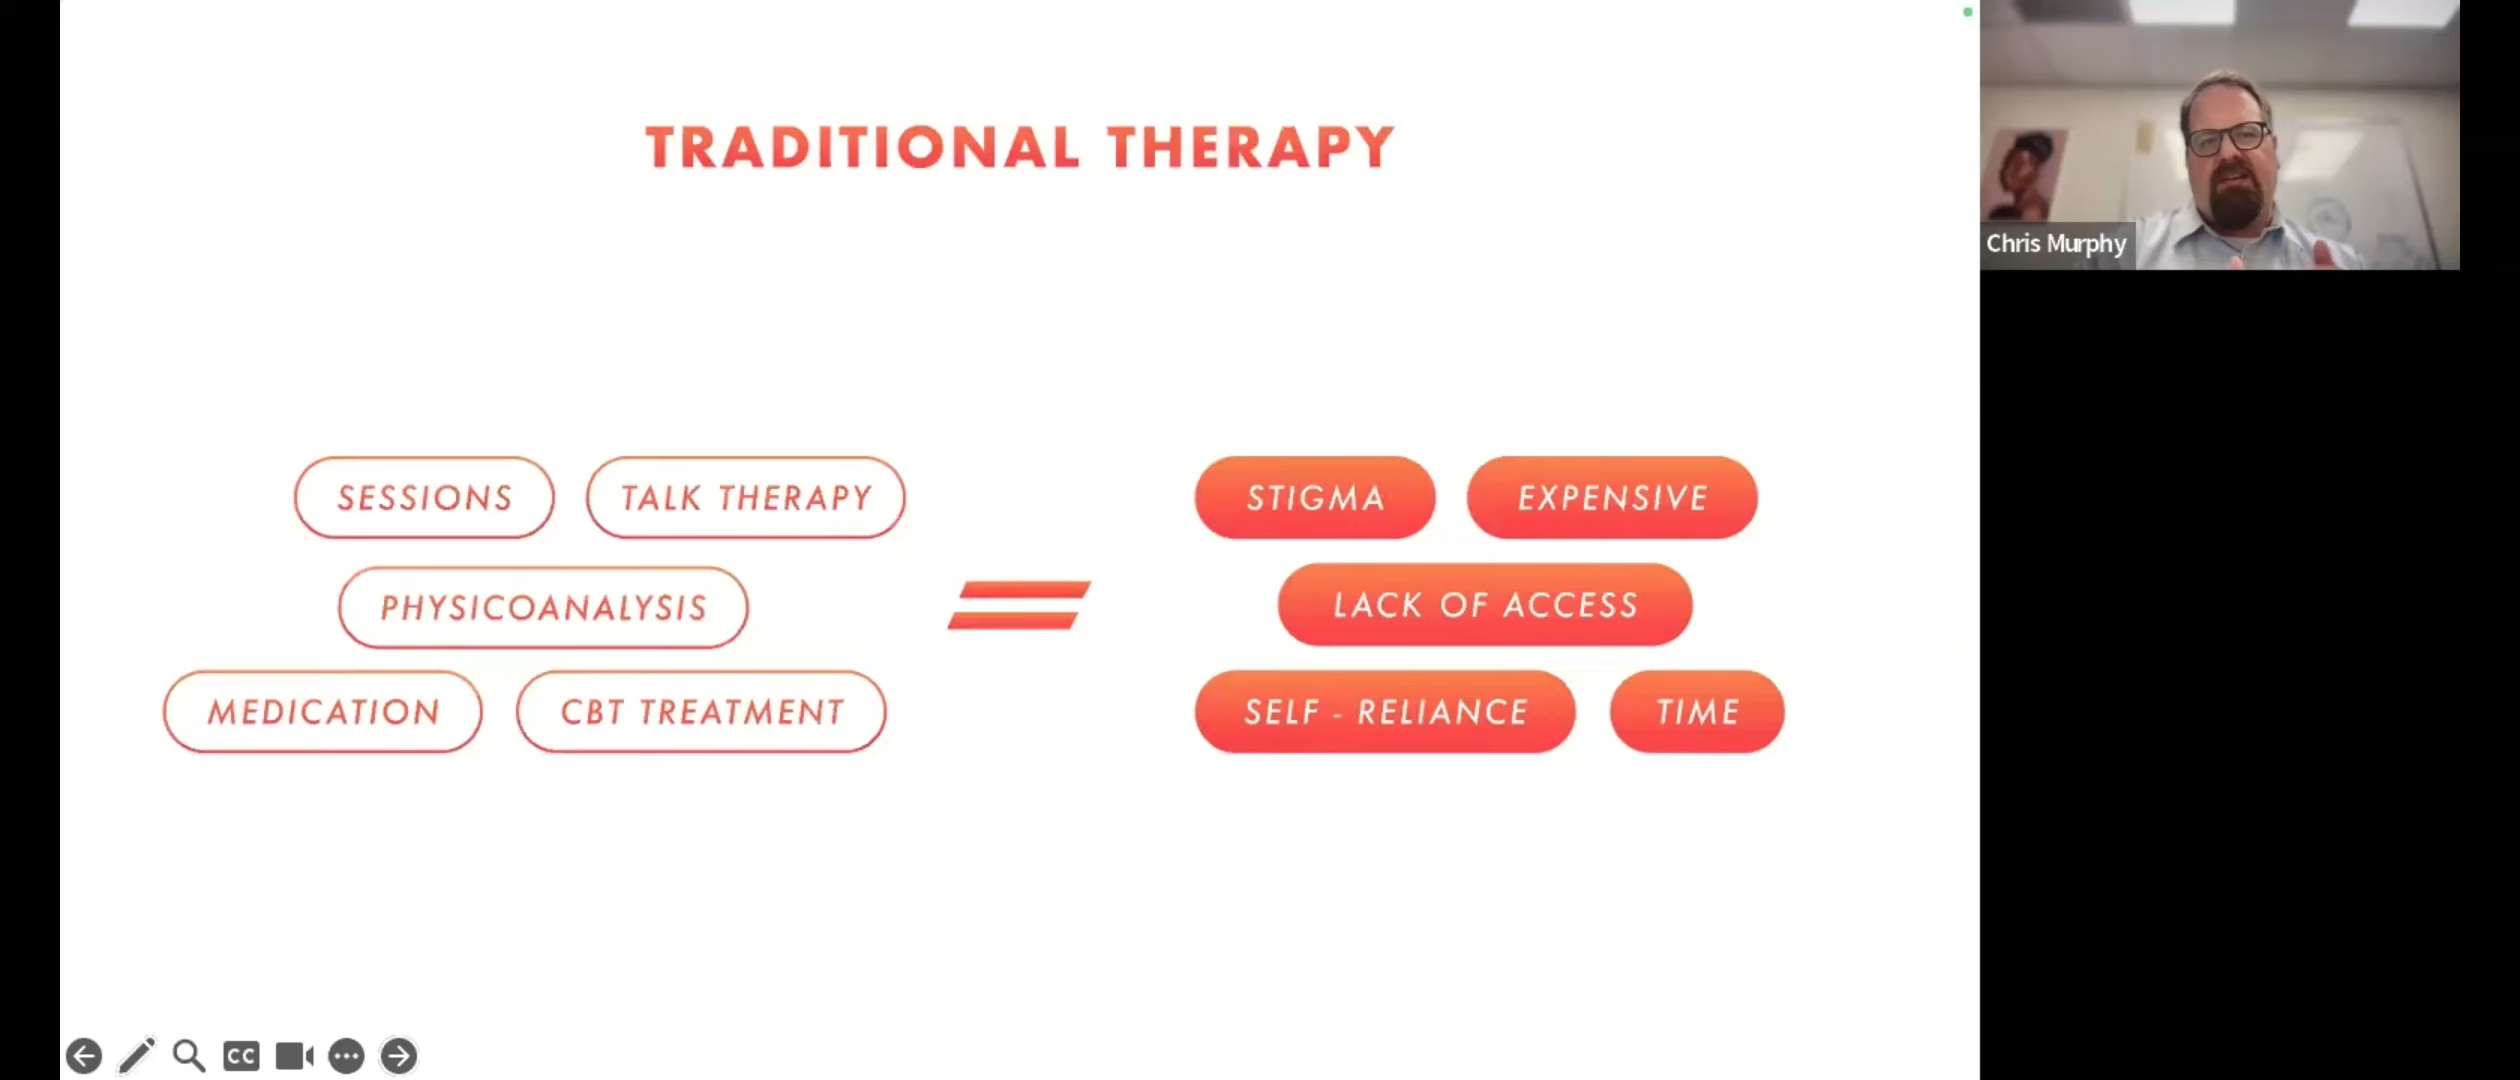 TRADITIONAL THERAPY
SESSIONS
TALK THERAPY
PHYSICOANALYSIS
MEDICATION
CBT TREATMENT
=
STIGMA
EXPENSIVE
LACK OF ACCESS
SELF - RELIANCE
TIME
Chris Murphy
CC